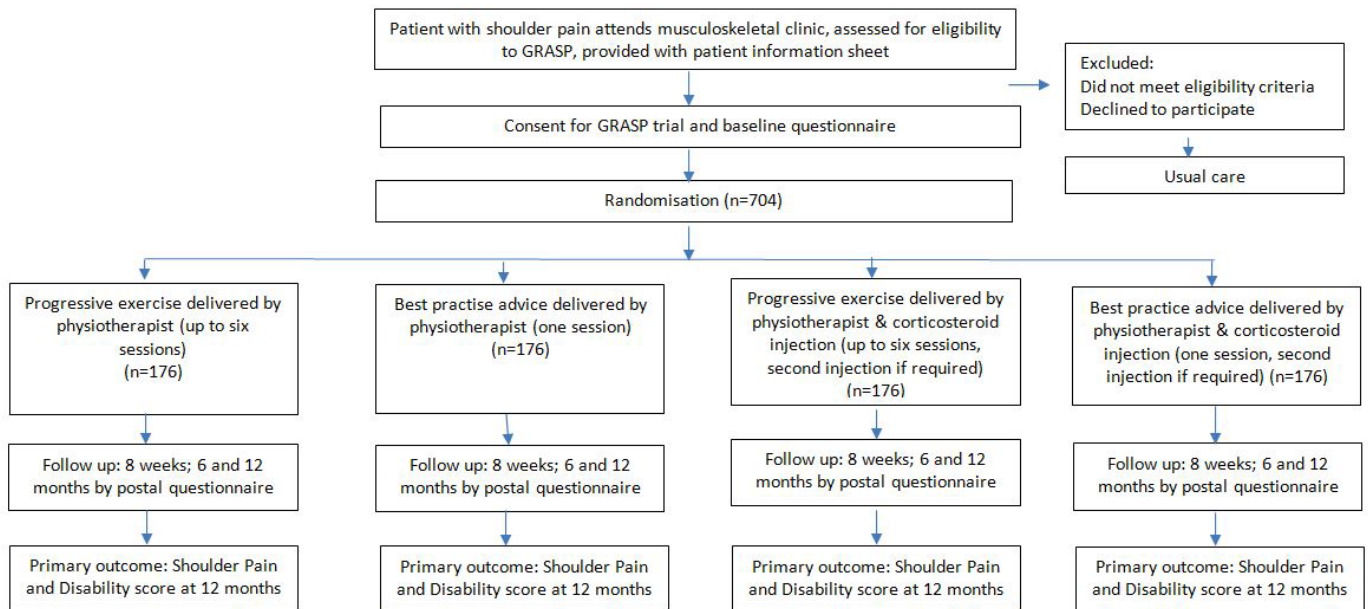 Patient with shoulder pain attends musculoskeletal clinic, assessed for eligibility
to GRASP, provided with patient information sheet
Excluded:
Did not meet eligibility criteria
Declined to participate
Consent for GRASP trial and baseline questionnaire
Usual care
Randomisation (n=704)
Progressive exercise delivered by
physiotherapist (up to six
sessions)
(n=176)
Best practise advice delivered by
physiotherapist (one session)
(n=176)
Progressive exercise delivered by
physiotherapist & corticosteroid
injection (up to six sessions,
second injection if required)
(n=176)
Best practice advice delivered by
physiotherapist & corticosteroid
injection (one session, second
injection if required) (n=176)
Follow up: 8 weeks; 6 and 12
months by postal questionnaire
Follow up: 8 weeks; 6 and 12
months by postal questionnaire
Follow up: 8 weeks; 6 and 12
months by postal questionnaire
Follow up: 8 weeks; 6 and 12
months by postal questionnaire
Primary outcome: Shoulder Pain
and Disability score at 12 months
Primary outcome: Shoulder Pain
and Disability score at 12 months
Primary outcome: Shoulder Pain
and Disability score at 12 months
Primary outcome: Shoulder Pain
and Disability score at 12 months